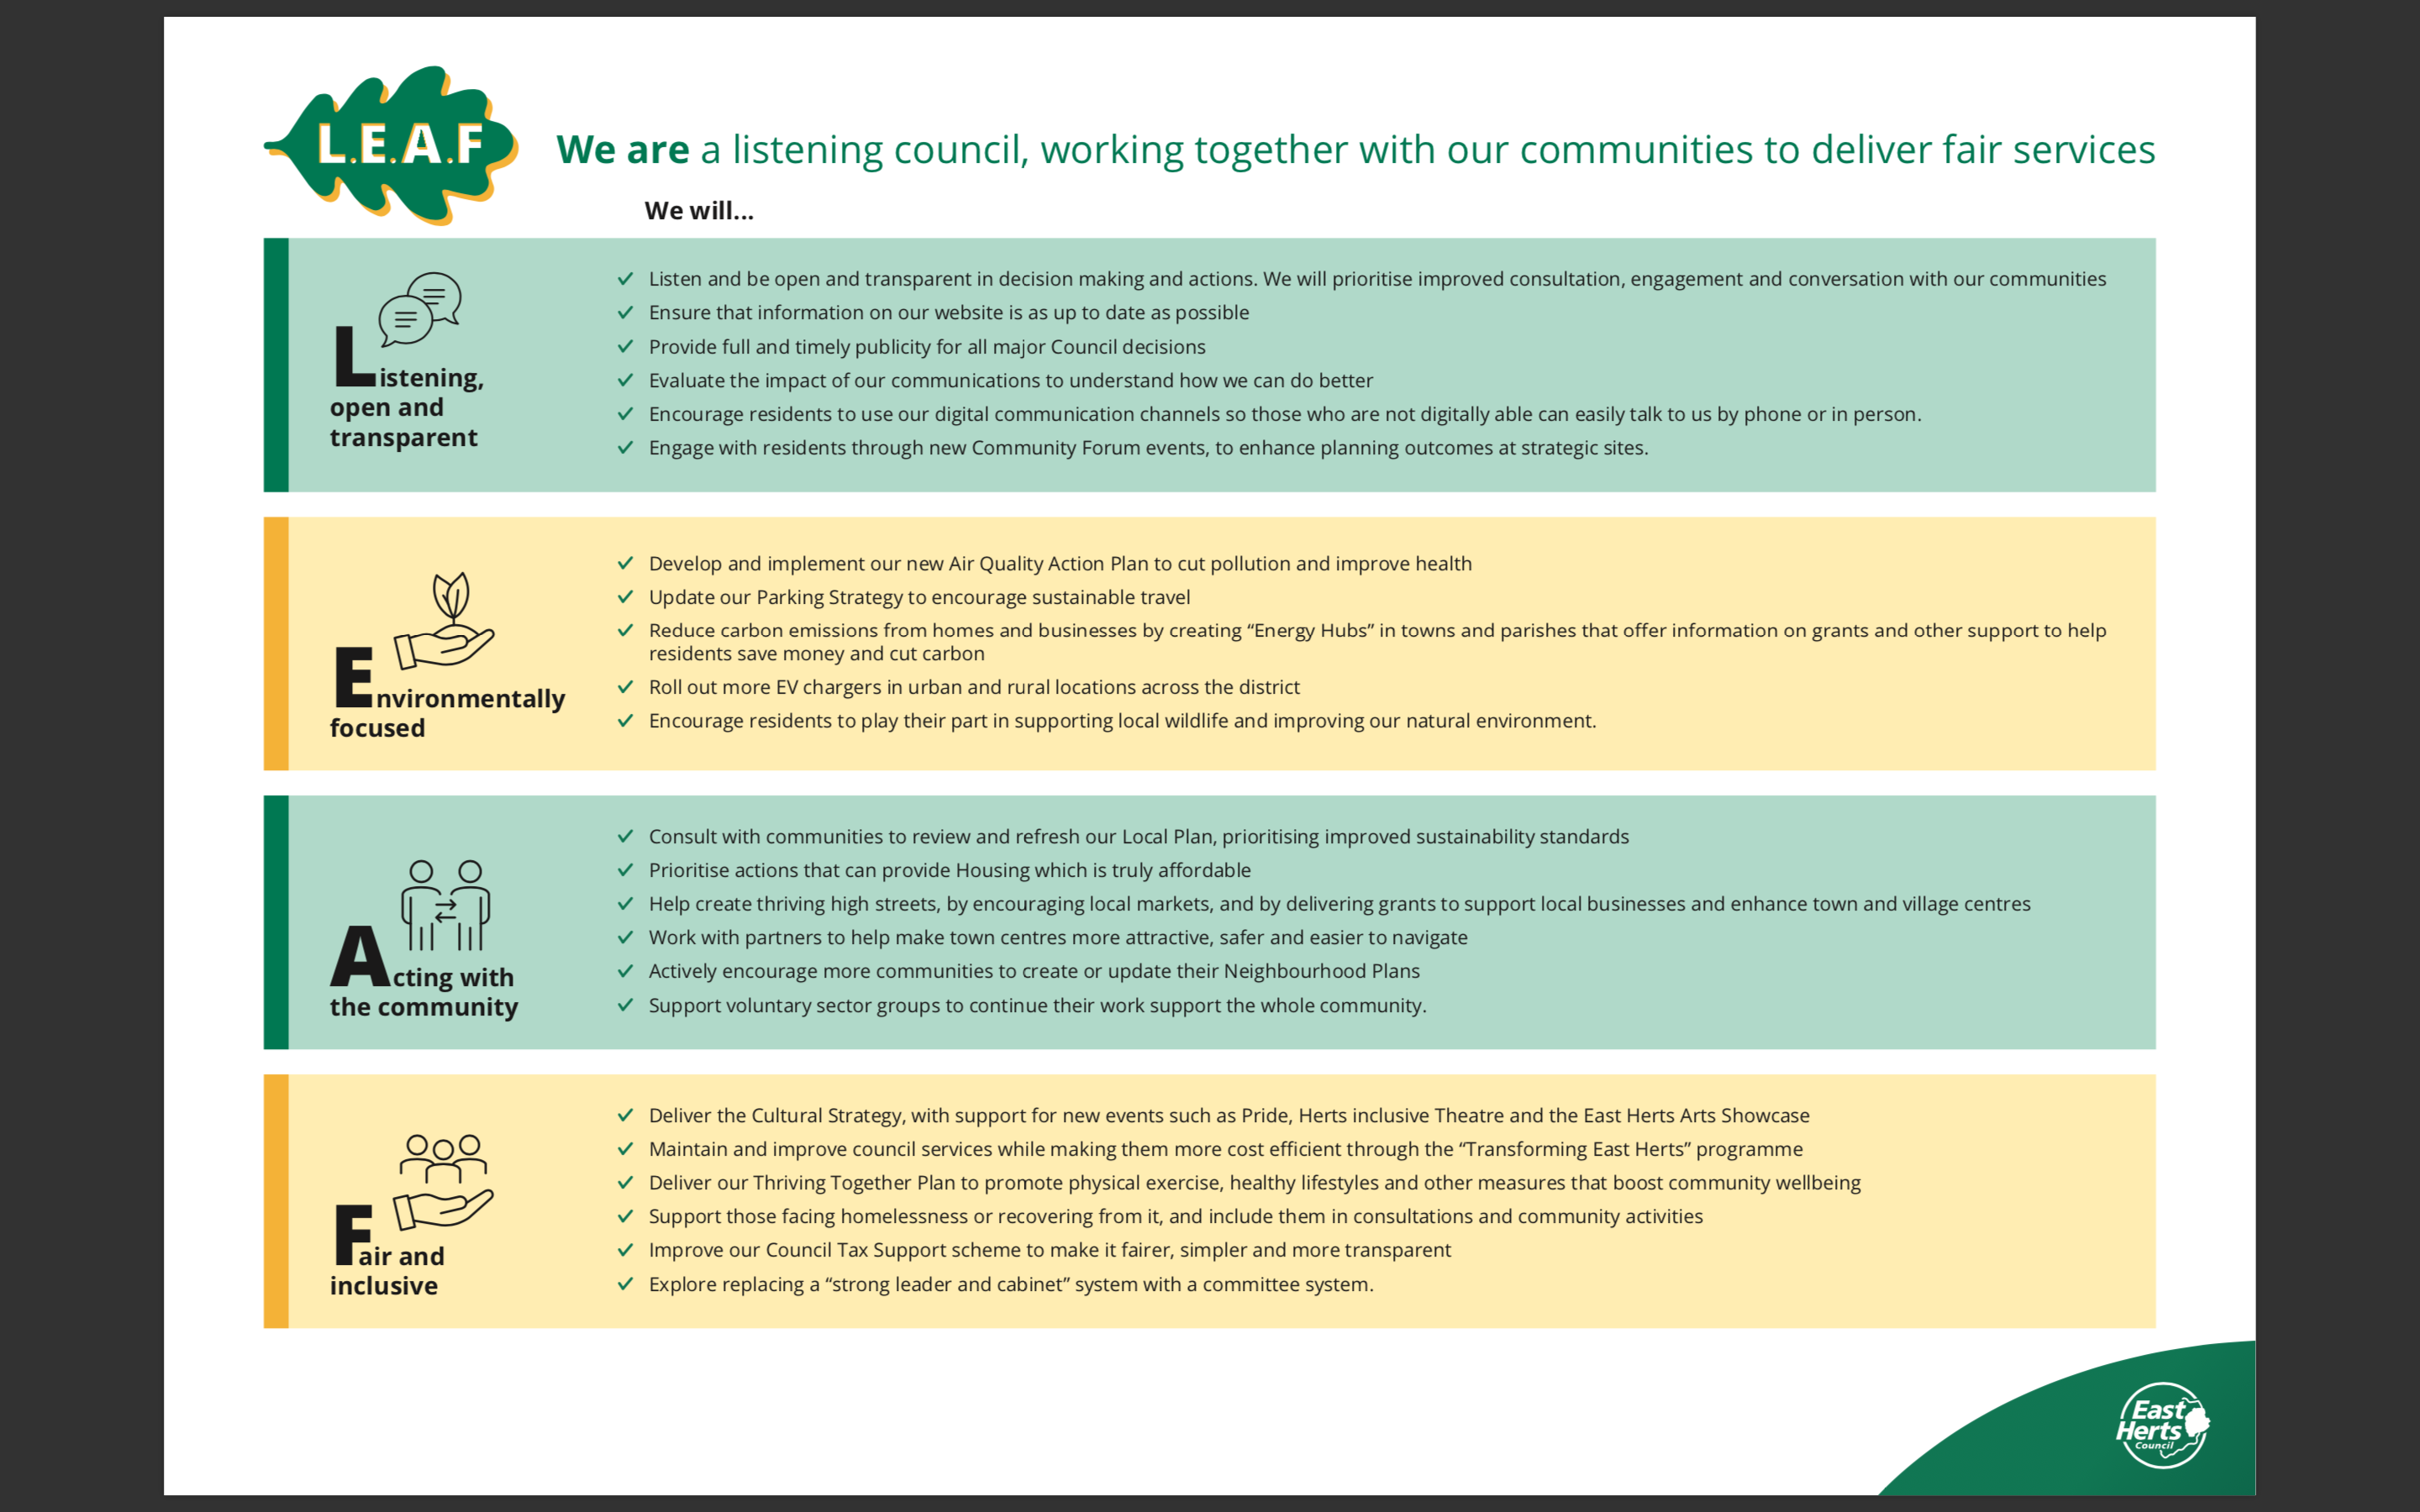 L.E.A.F
We are a listening council, working together with our communities to deliver fair services
We will...
Listening,
open and
transparent
Listen and be open and transparent in decision making and actions. We will prioritise improved consultation, engagement and conversation with our communities
Ensure that information on our website is as up to date as possible
Provide full and timely publicity for all major Council decisions
Evaluate the impact of our communications to understand how we can do better
Encourage residents to use our digital communication channels so those who are not digitally able can easily talk to us by phone or in person.
Engage with residents through new Community Forum events, to enhance planning outcomes at strategic sites.
Environmentally
focused
Develop and implement our new Air Quality Action Plan to cut pollution and improve health
Update our Parking Strategy to encourage sustainable travel
Reduce carbon emissions from homes and businesses by creating “Energy Hubs” in towns and parishes that offer information on grants and other support to help
residents save money and cut carbon
Roll out more EV chargers in urban and rural locations across the district
Encourage residents to play their part in supporting local wildlife and improving our natural environment.
Acting with
the community
Consult with communities to review and refresh our Local Plan, prioritising improved sustainability standards
Prioritise actions that can provide Housing which is truly affordable
Help create thriving high streets, by encouraging local markets, and by delivering grants to support local businesses and enhance town and village centres
Work with partners to help make town centres more attractive, safer and easier to navigate
Actively encourage more communities to create or update their Neighbourhood Plans
Support voluntary sector groups to continue their work support the whole community.
Fair and
inclusive
Deliver the Cultural Strategy, with support for new events such as Pride, Herts inclusive Theatre and the East Herts Arts Showcase
Maintain and improve council services while making them more cost efficient through the “Transforming East Herts” programme
Deliver our Thriving Together Plan to promote physical exercise, healthy lifestyles and other measures that boost community wellbeing
Support those facing homelessness or recovering from it, and include them in consultations and community activities
Improve our Council Tax Support scheme to make it fairer, simpler and more transparent
Explore replacing a “strong leader and cabinet” system with a committee system.
East
Herts
Council